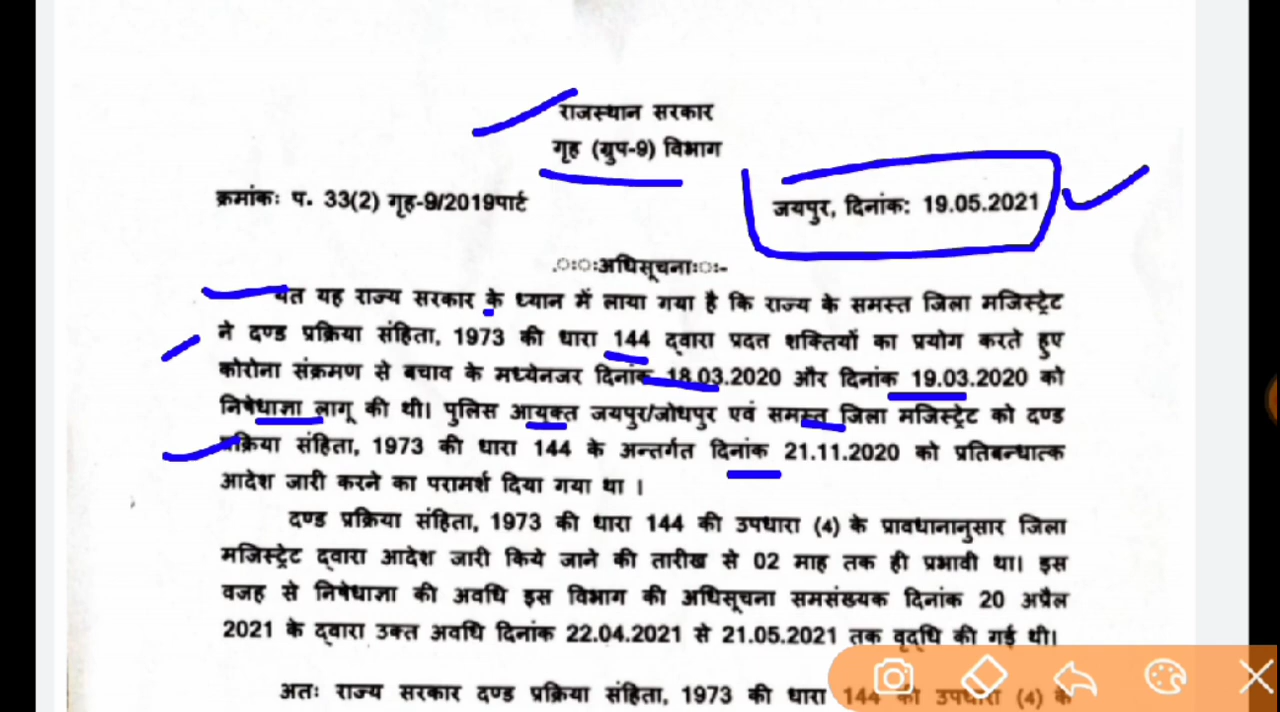 राजस्थान सरकार
गृह (ग्रुप-9) विभाग
क्रमांकः प. 33(2) गृह-9/2019पार्ट
जयपुर, दिनांक: 19.05.2021
.ःःअधिसूचनाःः-
यत यह राज्य सरकार के ध्यान में लाया गया है कि राज्य के समस्त जिला मजिस्ट्रेट
ने दण्ड प्रक्रिया संहिता, 1973 की धारा 144 द्वारा प्रदत्त शक्तियों का प्रयोग करते हुए
कोरोना संक्रमण से बचाव के मध्येनजर दिनांक 18.03.2020 और दिनांक 19.03.2020 को
निषेधाज्ञा लागू की थी। पुलिस आयुक्त जयपुर/जोधपुर एवं समस्त जिला मजिस्ट्रेट को दण्ड
प्रक्रिया संहिता, 1973 की धारा 144 के अन्तर्गत दिनांक 21.11.2020 को प्रतिबन्धात्क
आदेश जारी करने का परामर्श दिया गया था ।
दण्ड प्रक्रिया संहिता, 1973 की धारा 144 की उपधारा (4) के प्रावधानानुसार जिला
मजिस्ट्रेट द्वारा आदेश जारी किये जाने की तारीख से 02 माह तक ही प्रभावी था। इस
वजह से निषेधाज्ञा की अवधि इस विभाग की अधिसूचना समसंख्यक दिनांक 20 अप्रैल
2021 के द्वारा उक्त अवधि दिनांक 22.04.2021 से 21.05.2021 तक वृद्धि की गई थी।
अतः राज्य सरकार दण्ड प्रक्रिया संहिता, 1973 की धारा 144 की उपधारा (4) के